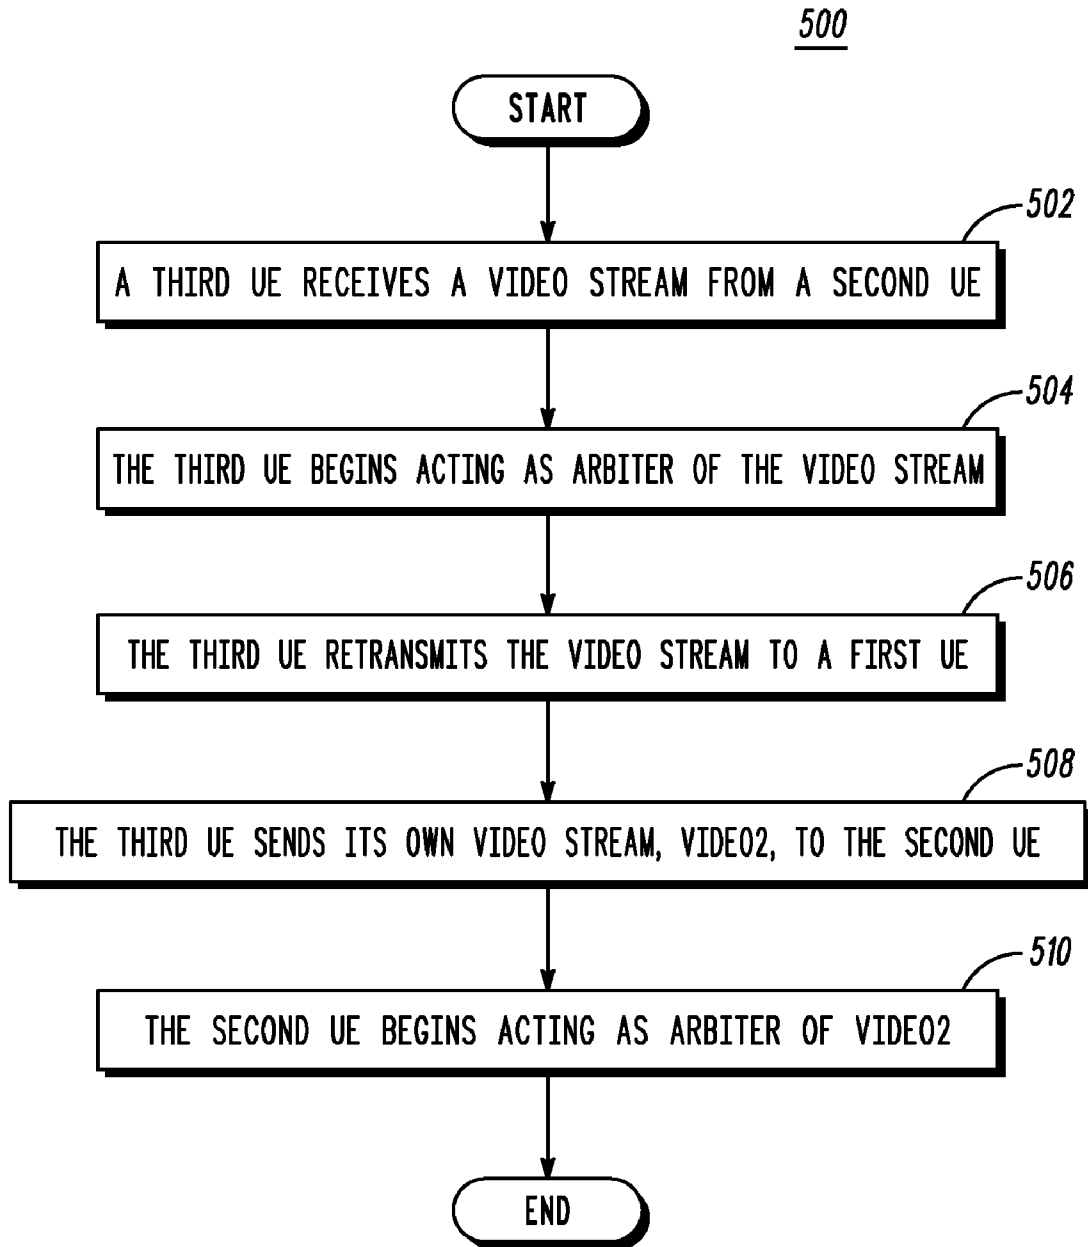 500
START
502
A THIRD UE RECEIVES A VIDEO STREAM FROM A SECOND UE
504
THE THIRD UE BEGINS ACTING AS ARBITER OF THE VIDEO STREAM
506
THE THIRD UE RETRANSMITS THE VIDEO STREAM TO A FIRST UE
508
THE THIRD UE SENDS ITS OWN VIDEO STREAM, VIDEO2, TO THE SECOND UE
510
THE SECOND UE BEGINS ACTING AS ARBITER OF VIDEO2
END